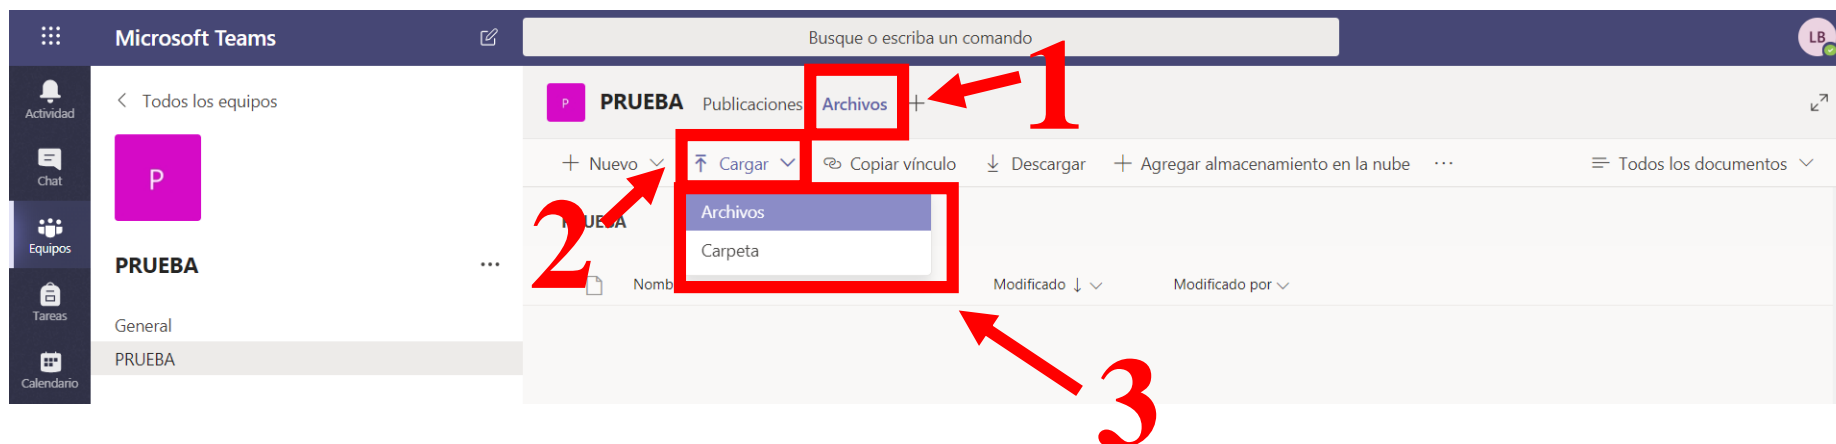 Microsoft Teams
Busque o escriba un comando
LB
1
Actividad
Todos los equipos
P
PRUEBA Publicaciones Archivos
Chat
P
Nuevo Cargar Copiar vínculo Descargar Agregar almacenamiento en la nube ... Todos los documentos
2
Archivos
Equipos
Carpeta
PRUEBA ...
Modificado Modificado por
Tareas
General
PRUEBA
Calendario
3